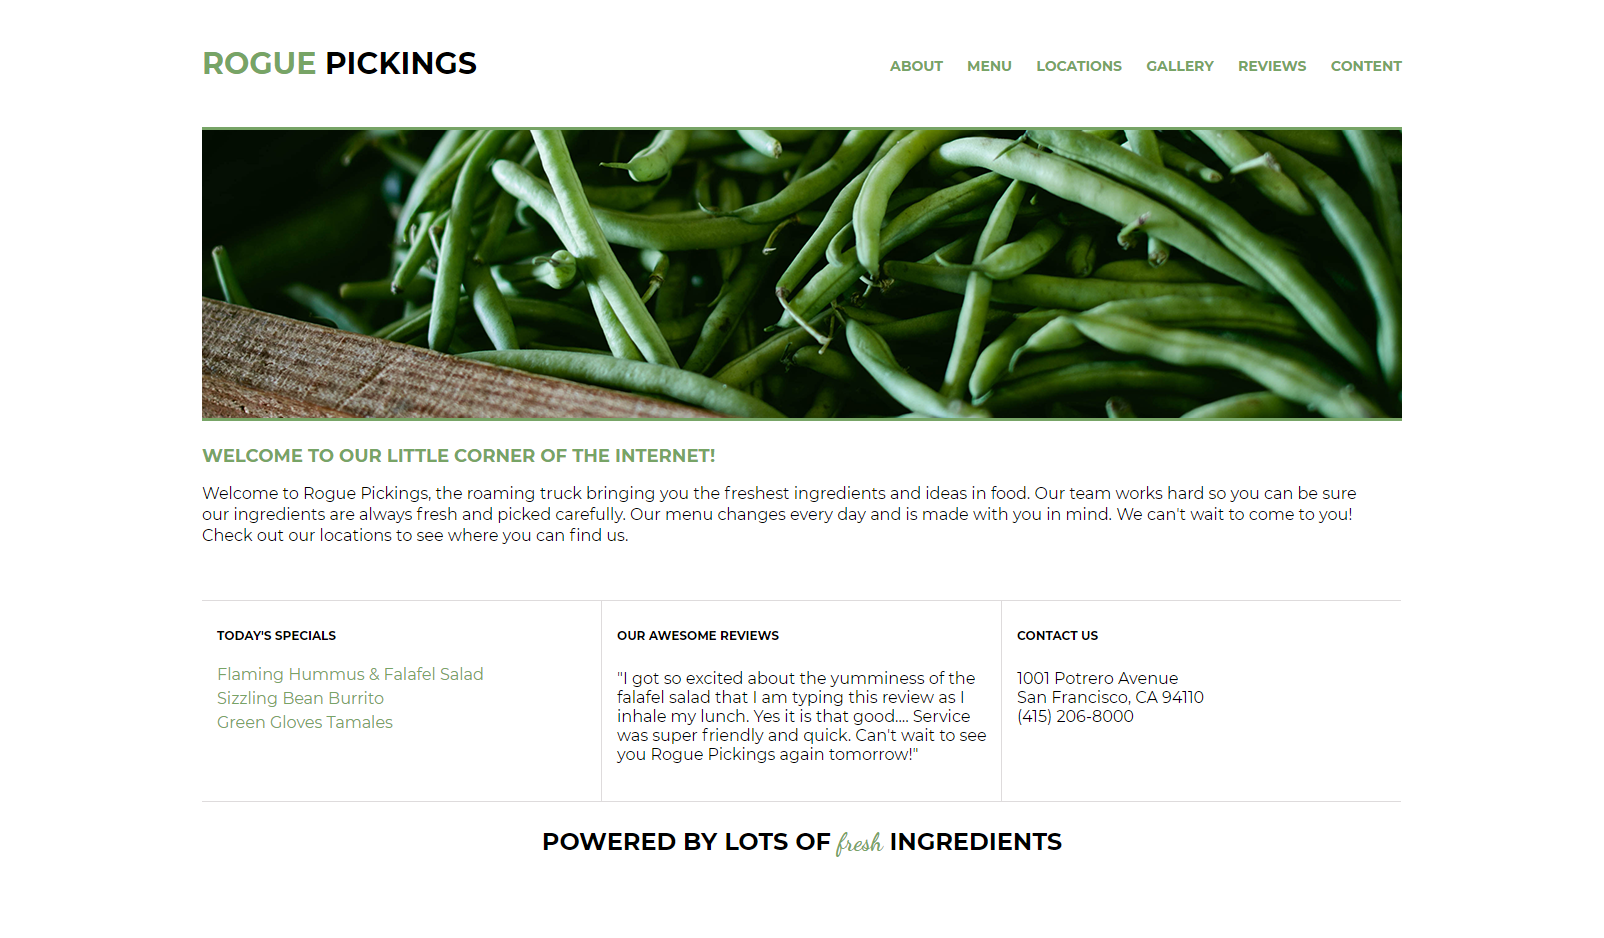 ROGUE PICKINGS
ABOUT MENU LOCATIONS GALLERY REVIEWS CONTENT
WELCOME TO OUR LITTLE CORNER OF THE INTERNET!
Welcome to Rogue Pickings, the roaming truck bringing you the freshest ingredients and ideas in food. Our team works hard so you can be sure
our ingredients are always fresh and picked carefully. Our menu changes every day and is made with you in mind. We can't wait to come to you!
Check out our locations to see where you can find us.
TODAY'S SPECIALS
Flaming Hummus & Falafel Salad
Sizzling Bean Burrito
Green Gloves Tamales
OUR AWESOME REVIEWS
"I got so excited about the yumminess of the
falafel salad that I am typing this review as I
inhale my lunch. Yes it is that good.... Service
was super friendly and quick. Can't wait to see
you Rogue Pickings again tomorrow!"
CONTACT US
1001 Potrero Avenue
San Francisco, CA 94110
(415) 206-8000
POWERED BY LOTS OF fresh INGREDIENTS